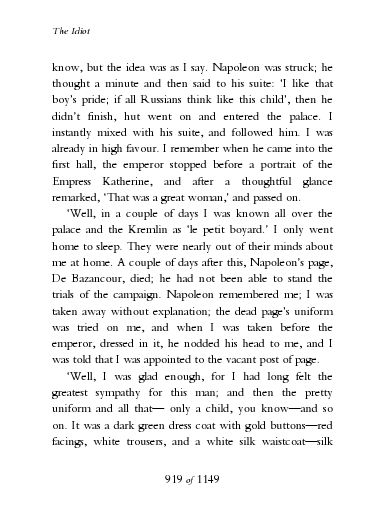 The Idiot
know, but the idea was as I say. Napoleon was struck; he
thought a minute and then said to his suite: ‘I like that
boy’s pride; if all Russians think like this child’, then he
didn’t finish, hut went on and entered the palace. I
instantly mixed with his suite, and followed him. I was
already in high favour. I remember when he came into the
first hall, the emperor stopped before a portrait of the
Empress Katherine, and after a thoughtful glance
remarked, ‘That was a great woman,’ and passed on.
‘Well, in a couple of days I was known all over the
palace and the Kremlin as ‘le petit boyard.’ I only went
home to sleep. They were nearly out of their minds about
me at home. A couple of days after this, Napoleon’s page,
De Bazancour, died; he had not been able to stand the
trials of the campaign. Napoleon remembered me; I was
taken away without explanation; the dead page’s uniform
was tried on me, and when I was taken before the
emperor, dressed in it, he nodded his head to me, and I
was told that I was appointed to the vacant post of page.
‘Well, I was glad enough, for I had long felt the
greatest sympathy for this man; and then the pretty
uniform and all that— only a child, you know—and so
on. It was a dark green dress coat with gold buttons—red
facings, white trousers, and a white silk waistcoat—silk
919 of 1149